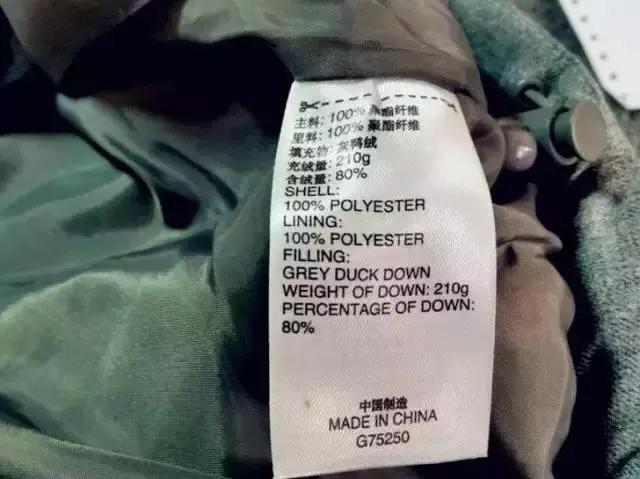 主料: 100% 聚酯纤维
里料: 100% 聚酯纤维
填充物: 灰鸭绒
充绒量: 210g
含绒量: 80%
SHELL:
100% POLYESTER
LINING:
100% POLYESTER
FILLING:
GREY DUCK DOWN
WEIGHT OF DOWN: 210g
PERCENTAGE OF DOWN:
80%
中国制造
MADE IN CHINA
G75250